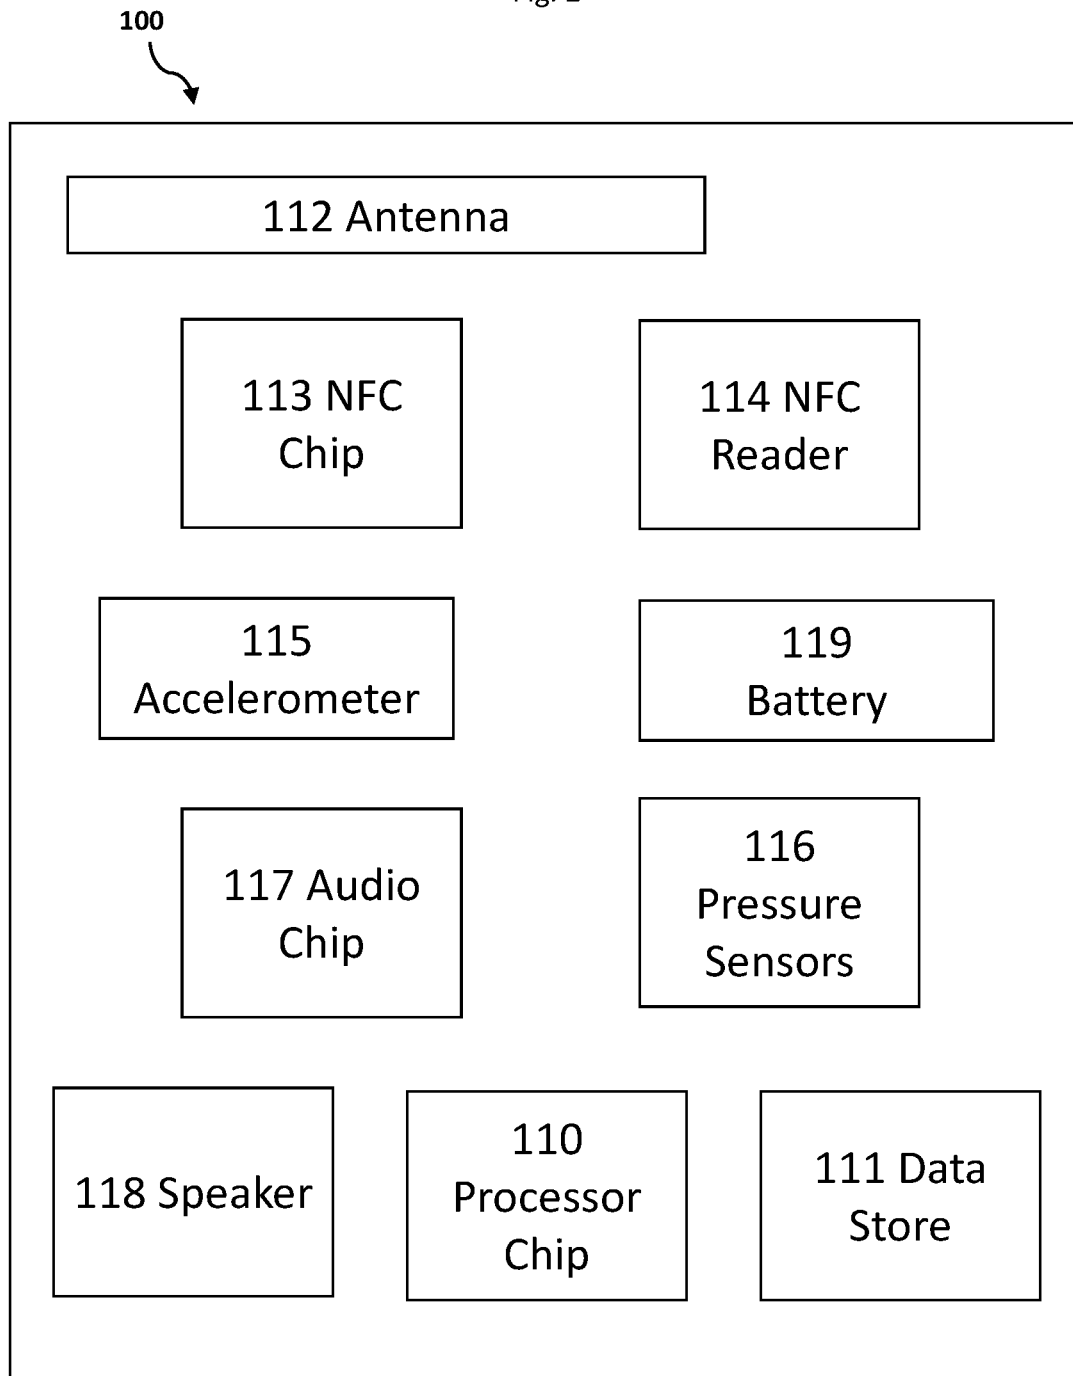 100
112 Antenna
113 NFC
Chip
114 NFC
Reader
115
Accelerometer
119
Battery
117 Audio
Chip
116
Pressure
Sensors
118 Speaker
110
Processor
Chip
111 Data
Store